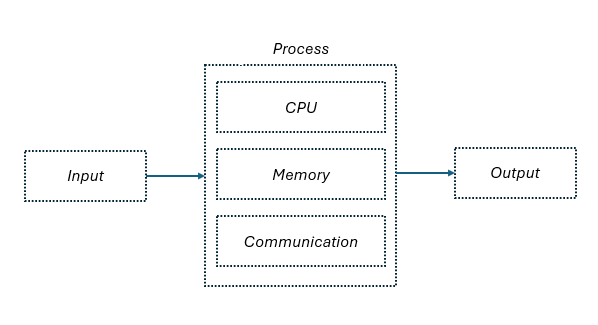 Process
CPU
Input
Memory
Output
Communication